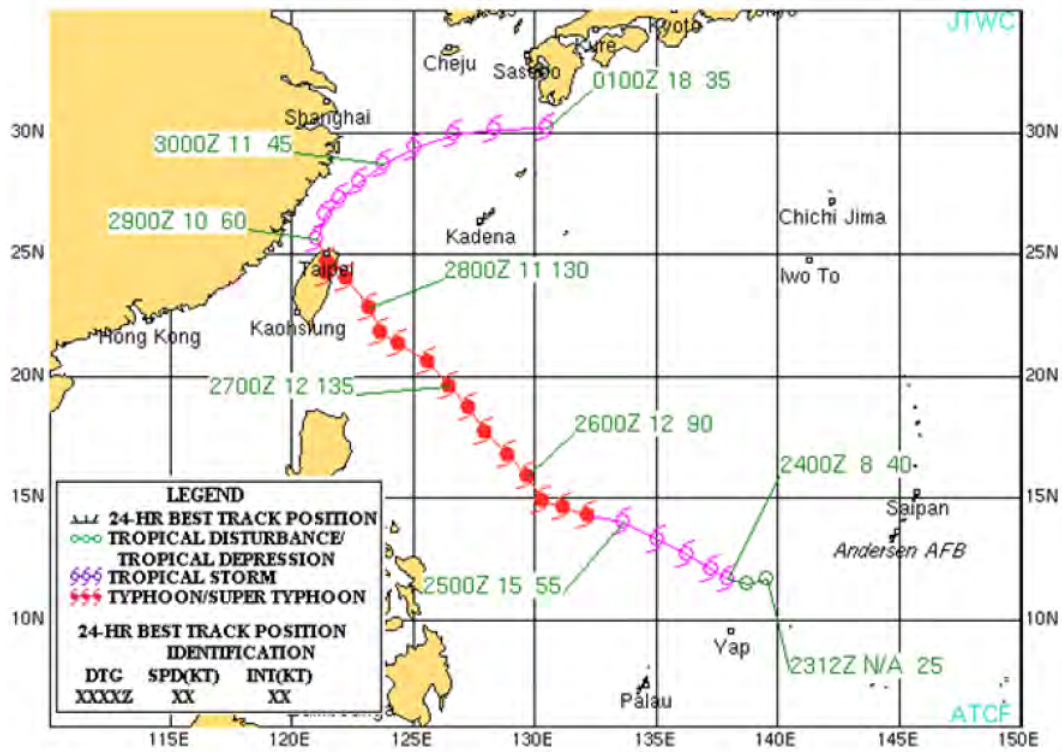 JTWC
Kyoto
Kure
Cheju
Sasebo
0100Z 18 35
Shanghai
30N
30N
3000Z 11 45
Chichi Jima
2900Z 10 60
Kadena
25N
25N
Taipei
2800Z 11 130
Iwo To
Kaohsiung
Hong Kong
2700Z 12 135
20N
20N
2600Z 12 90
2400Z 8 40
LEGEND
15N
Saipan
24-HR BEST TRACK POSITION
TROPICAL DISTURBANCE/
TROPICAL DEPRESSION
Andersen AFB
TROPICAL STORM
2500Z 15 55
TYPHOON/SUPER TYPHOON
10N
24-HR BEST TRACK POSITION
IDENTIFICATION
Yap
2312Z N/A 25
DTG SPD(KT) INT(KT)
XXXXZ XX XX
Palau
ATCF
115E 120E 125E 130E 135E 140E 145E 150E